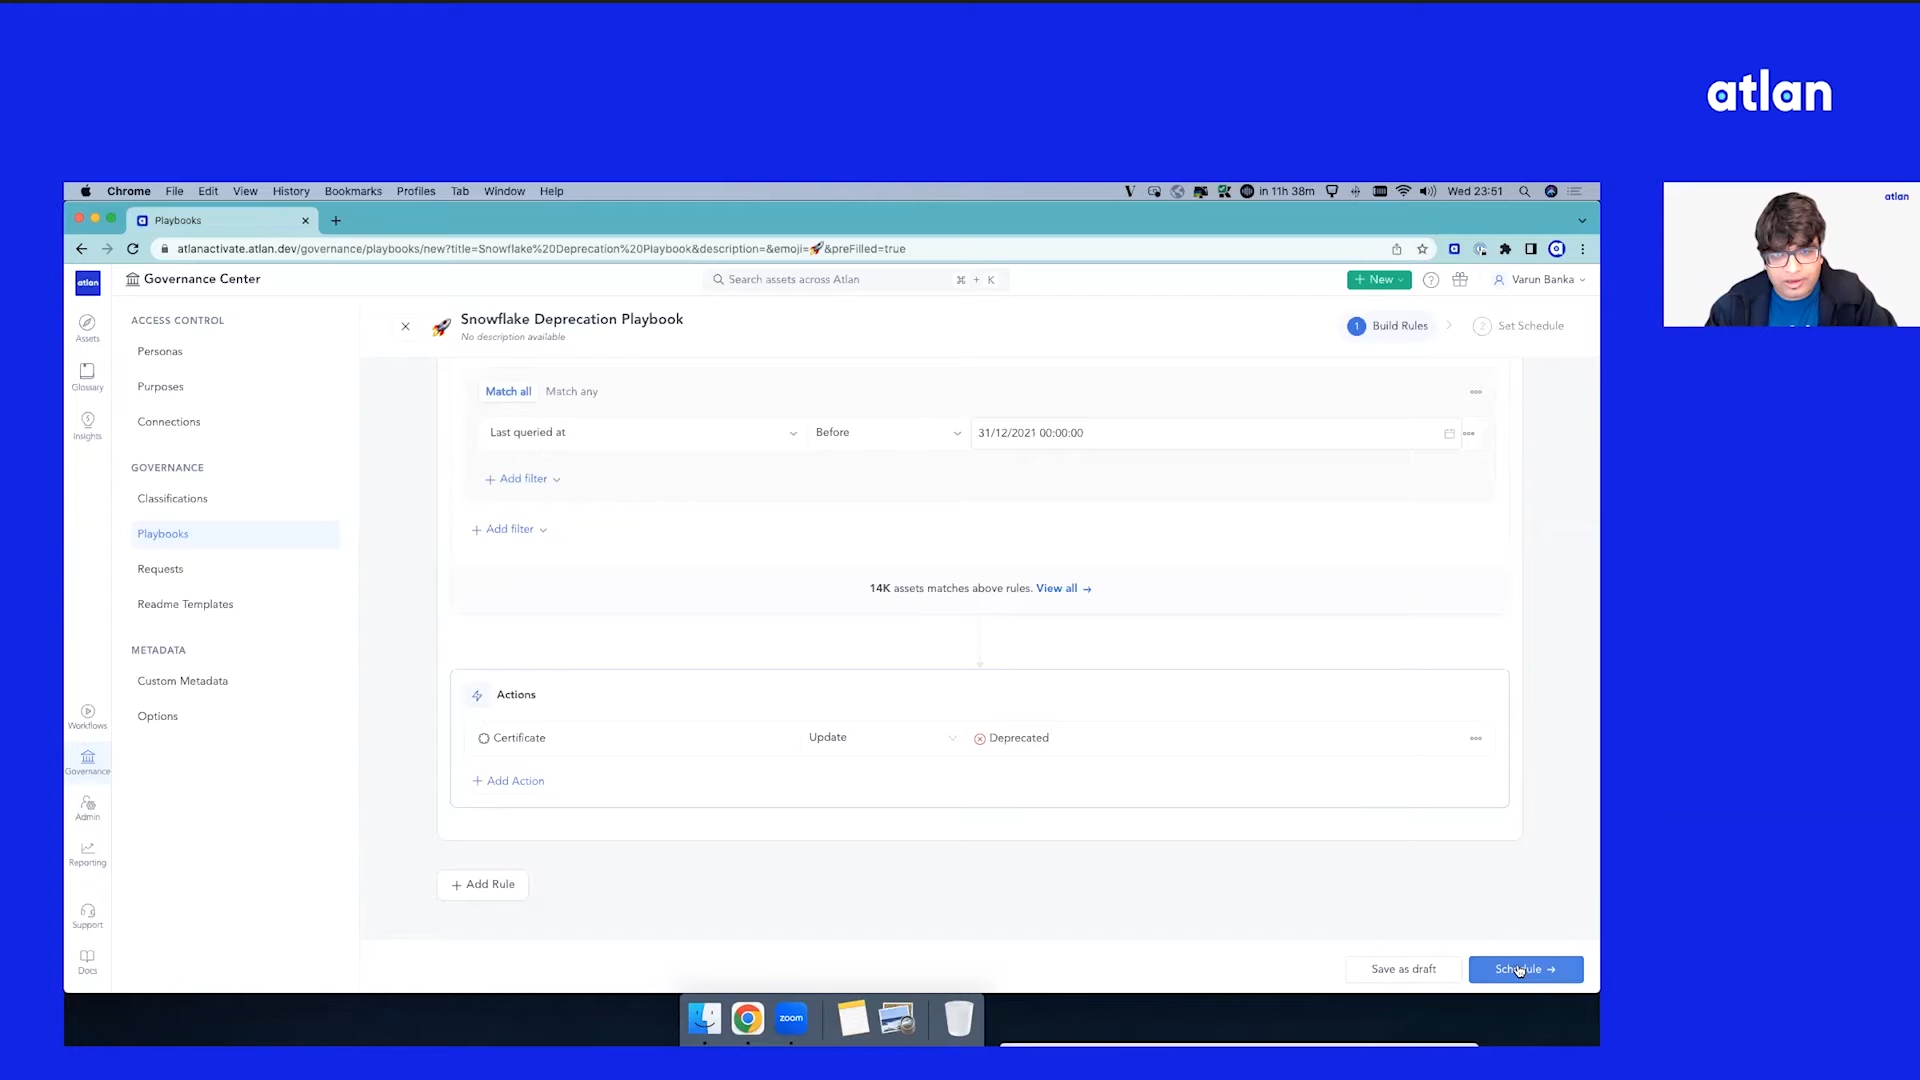 atlan
Chrome File Edit View History Bookmarks Profiles Tab Window Help
in 11h 38m Wed 23:51
Playbooks
atlanactivate.atlan.dev/governance/playbooks/new?title=Snowflake%20Deprecation%20Playbook&description=&emoji=🚀&preFilled=true
atlan
atlan
Governance Center
Search assets across Atlan ⌘ + K
+ New
Varun Banka
Assets
Glossary
Insights
Workflows
Governance
Admin
Reporting
Support
Docs
ACCESS CONTROL
Personas
Purposes
Connections
GOVERNANCE
Classifications
Playbooks
Requests
Readme Templates
METADATA
Custom Metadata
Options
Snowflake Deprecation Playbook
No description available
1 Build Rules
2 Set Schedule
Match all Match any
Last queried at Before 31/12/2021 00:00:00
+ Add filter
+ Add filter
14K assets matches above rules. View all →
Actions
Certificate Update Deprecated
+ Add Action
+ Add Rule
Save as draft
Schedule →
zoom